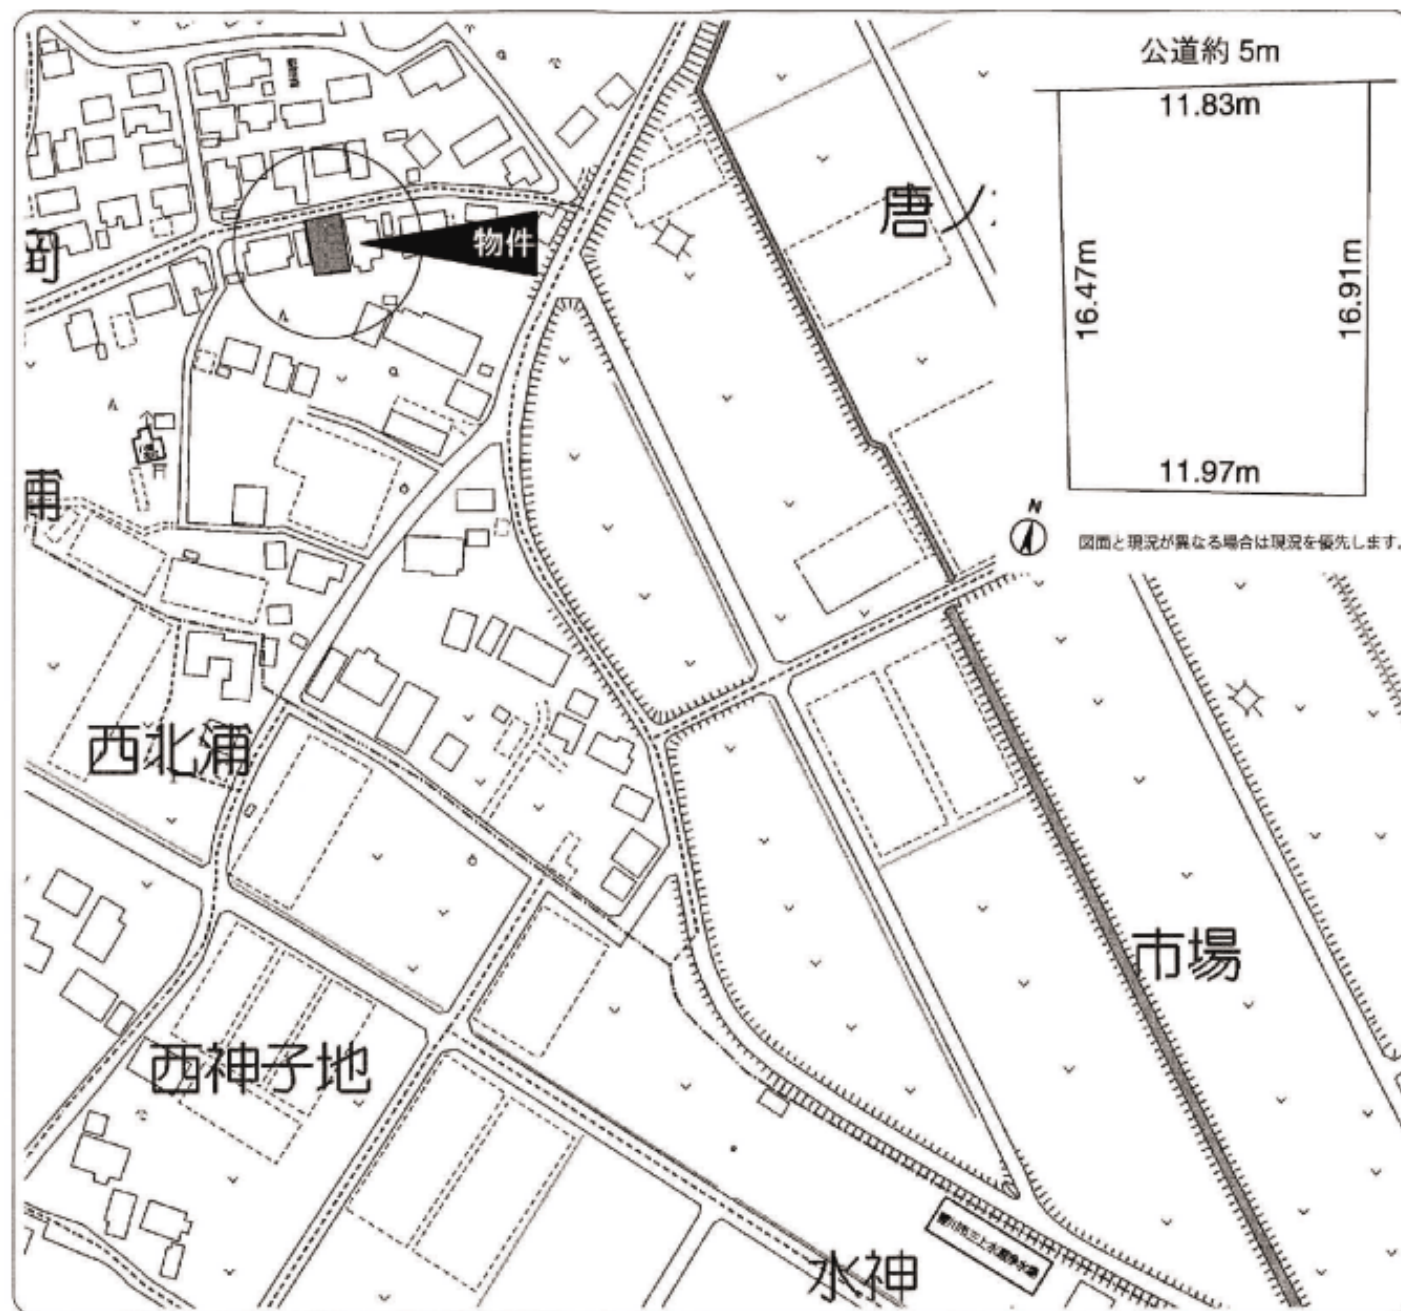 公道約 5m
11.83m
16.47m
16.91m
11.97m
N
図面と現況が異なる場合は現況を優先します。
物件
唐ノ
西北浦
市場
西神子地
水神